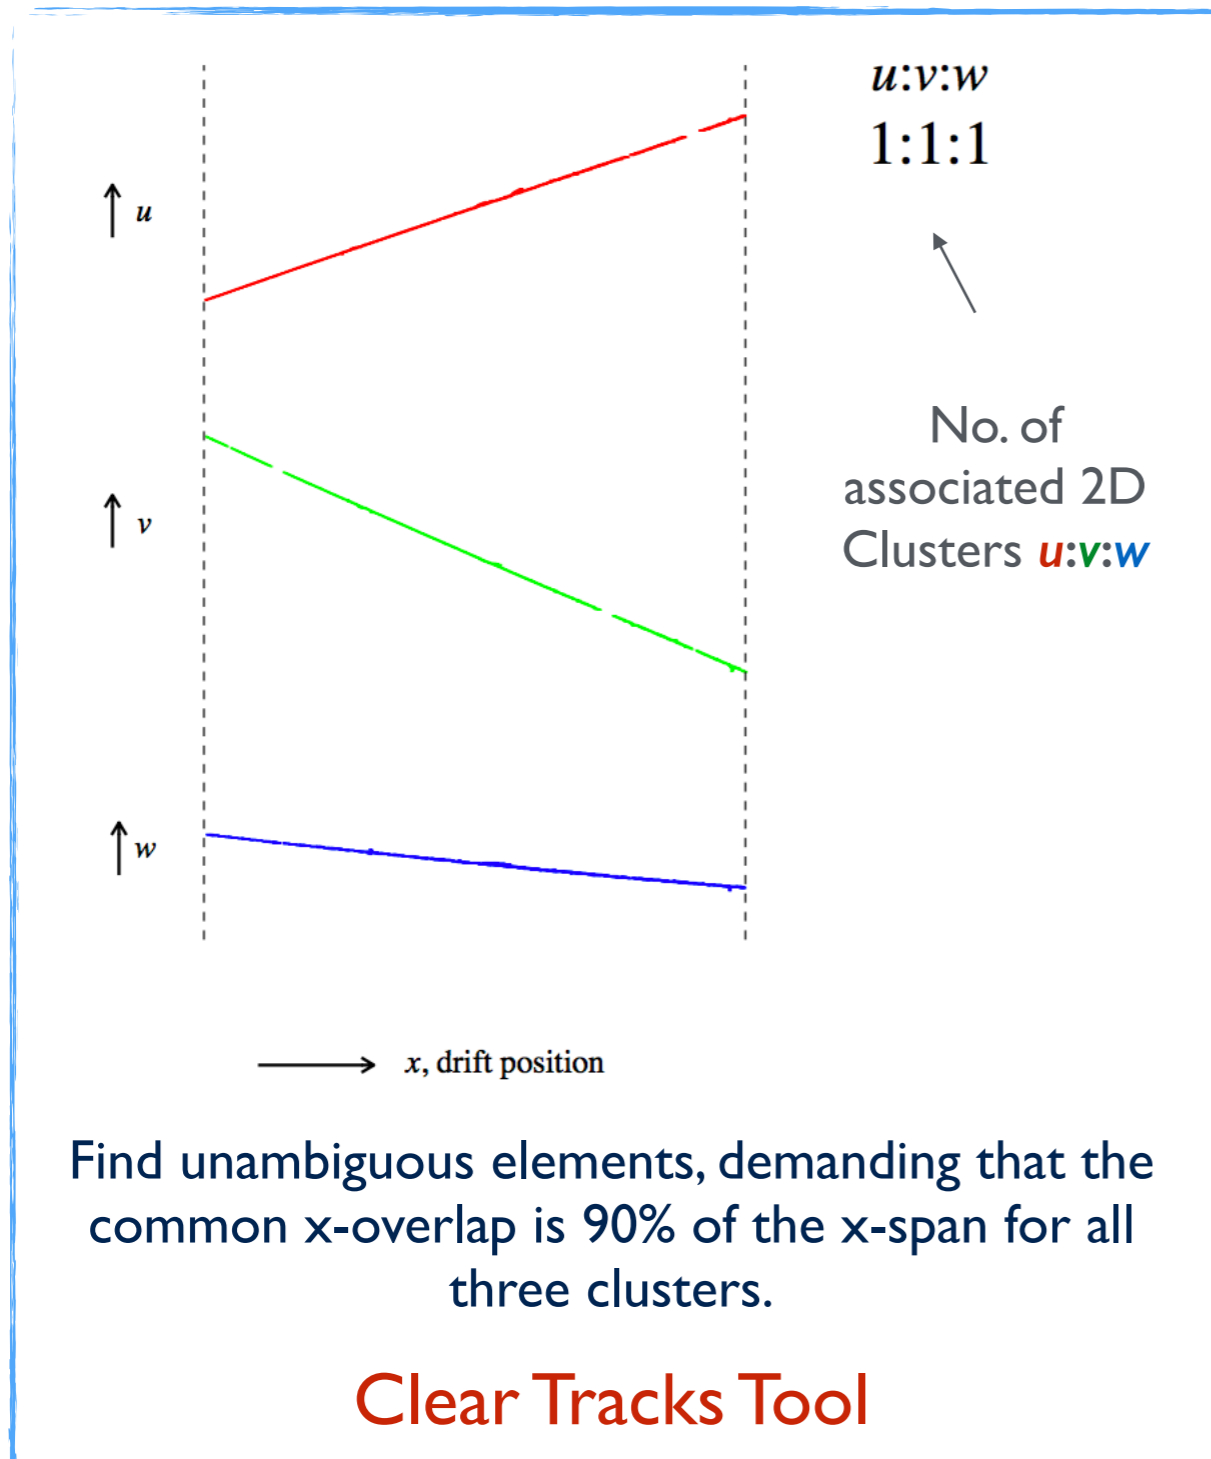 u:v:w
1:1:1
u
No. of
associated 2D
Clusters u:v:w
v
w
x, drift position
Find unambiguous elements, demanding that the
common x-overlap is 90% of the x-span for all
three clusters.
Clear Tracks Tool